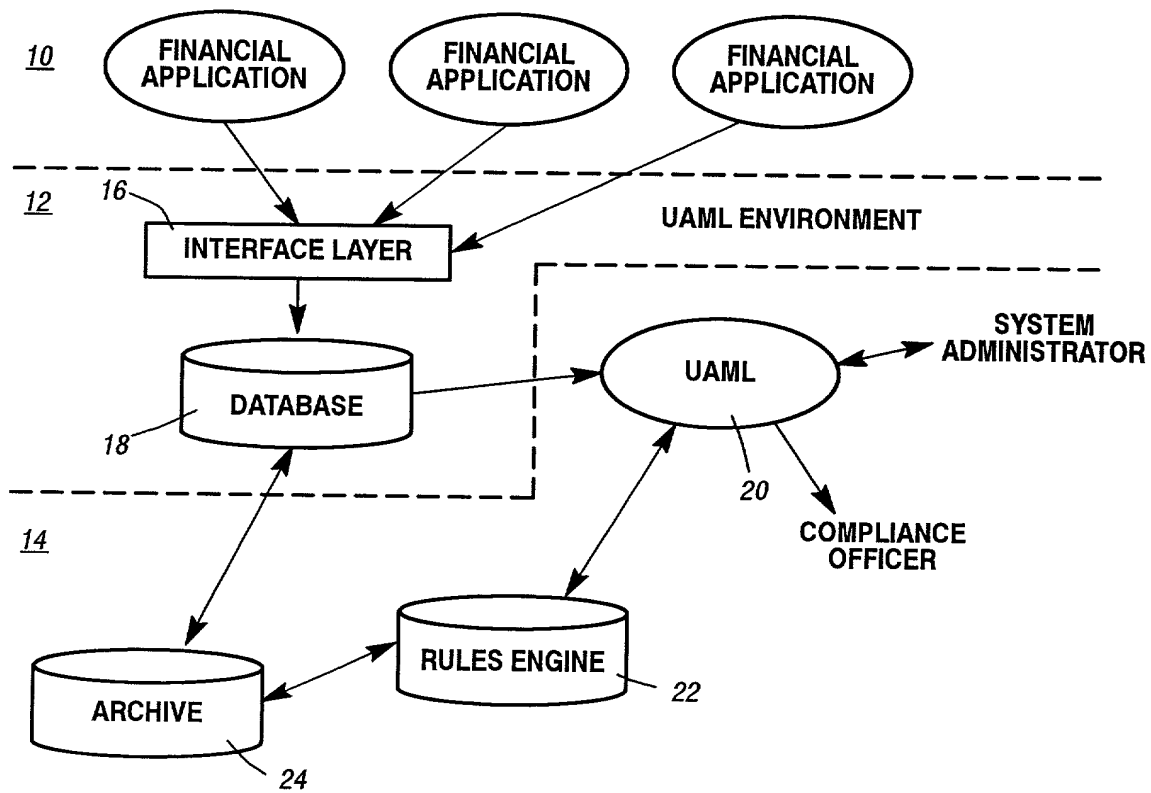 10
FINANCIAL
APPLICATION
FINANCIAL
APPLICATION
FINANCIAL
APPLICATION
12
16
INTERFACE LAYER
UAML ENVIRONMENT
DATABASE
18
UAML
20
SYSTEM
ADMINISTRATOR
COMPLIANCE
OFFICER
14
ARCHIVE
24
RULES ENGINE
22